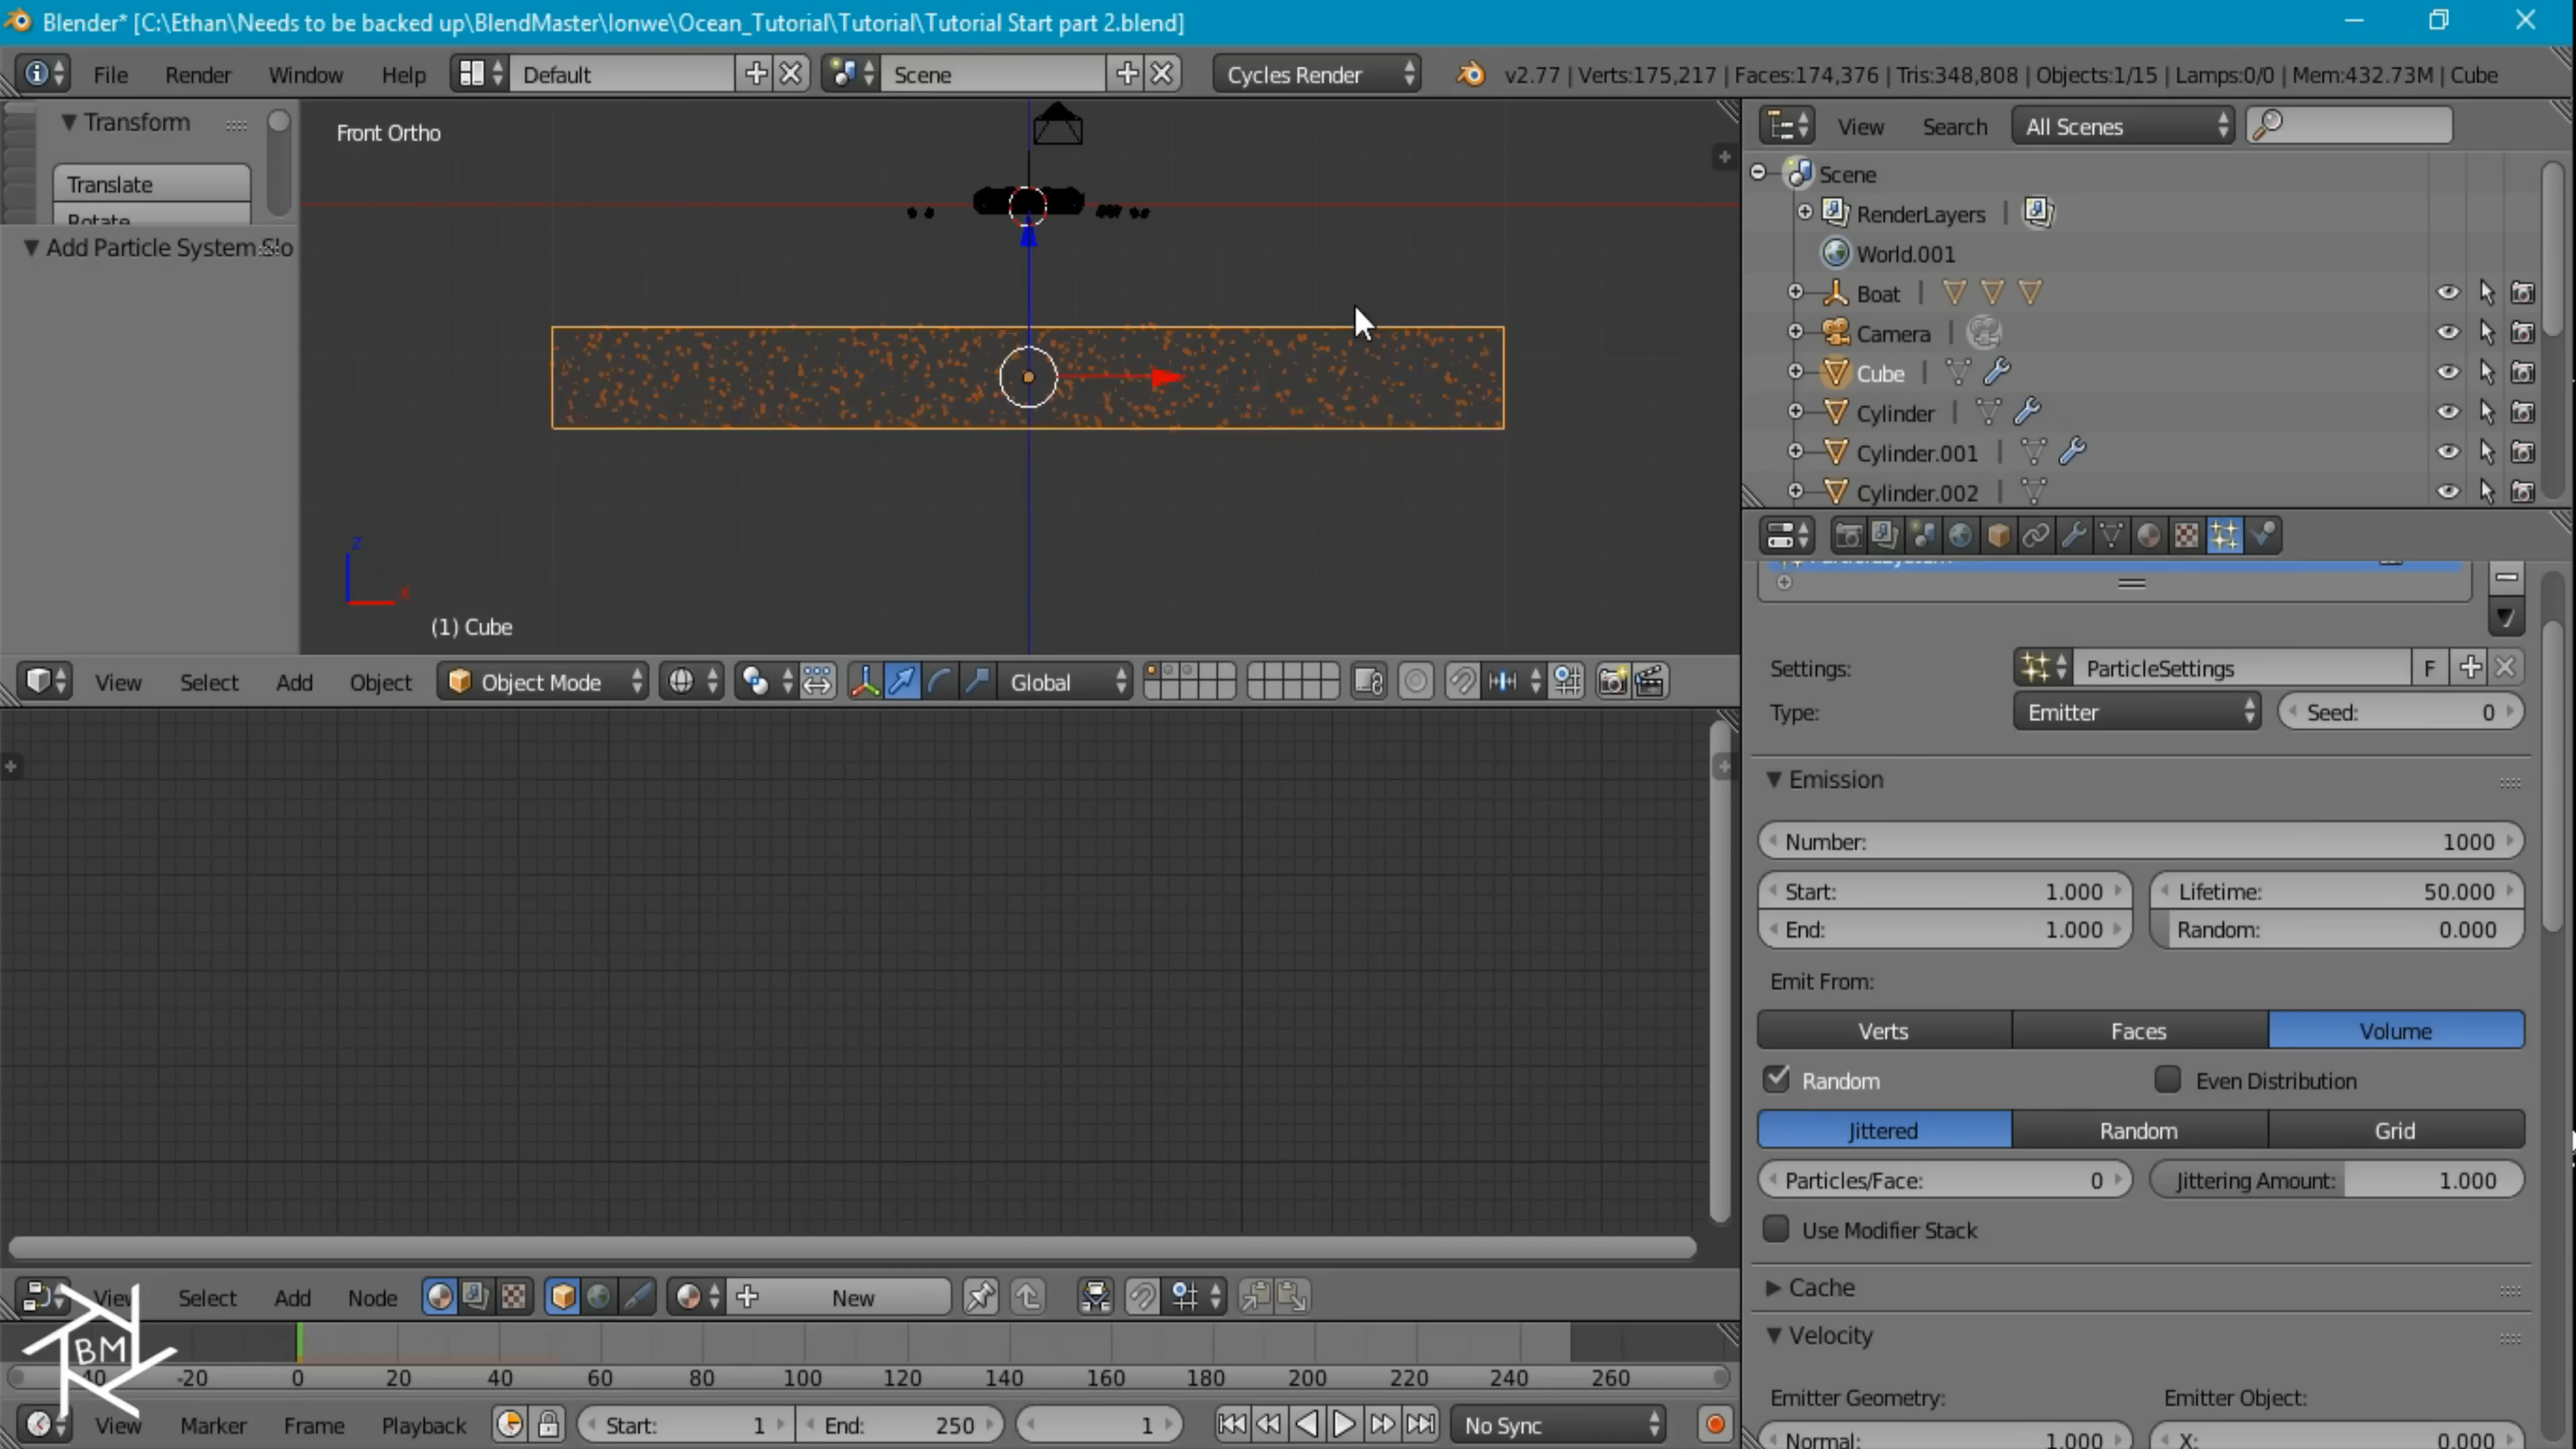 Blender* [C:\Ethan\Needs to be backed up\BlendMaster\Ionwe\Ocean_Tutorial\Tutorial\Tutorial Start part 2.blend]
File Render Window Help Default Scene Cycles Render v2.77 | Verts:175,217 | Faces:174,376 | Tris:348,808 | Objects:1/15 | Lamps:0/0 | Mem:432.73M | Cube
Transform
Translate
Rotate
Add Particle System Slo
Front Ortho
z
x
(1) Cube
View Search All Scenes
Scene
RenderLayers |
World.001
Boat |
Camera |
Cube |
Cylinder |
Cylinder.001 |
Cylinder.002 |
View Select Add Object Object Mode Global
Settings: ParticleSettings F
Type: Emitter Seed: 0
Emission
Number: 1000
Start: 1.000 Lifetime: 50.000
End: 1.000 Random: 0.000
Emit From:
Verts Faces Volume
Random Even Distribution
Jittered Random Grid
Particles/Face: 0 Jittering Amount: 1.000
Use Modifier Stack
Cache
Velocity
Emitter Geometry: Emitter Object:
Normal: 1.000 X: 0.000
View Select Add Node New
BM
-20 0 20 40 60 80 100 120 140 160 180 200 220 240 260
View Marker Frame Playback Start: 1 End: 250 1 No Sync